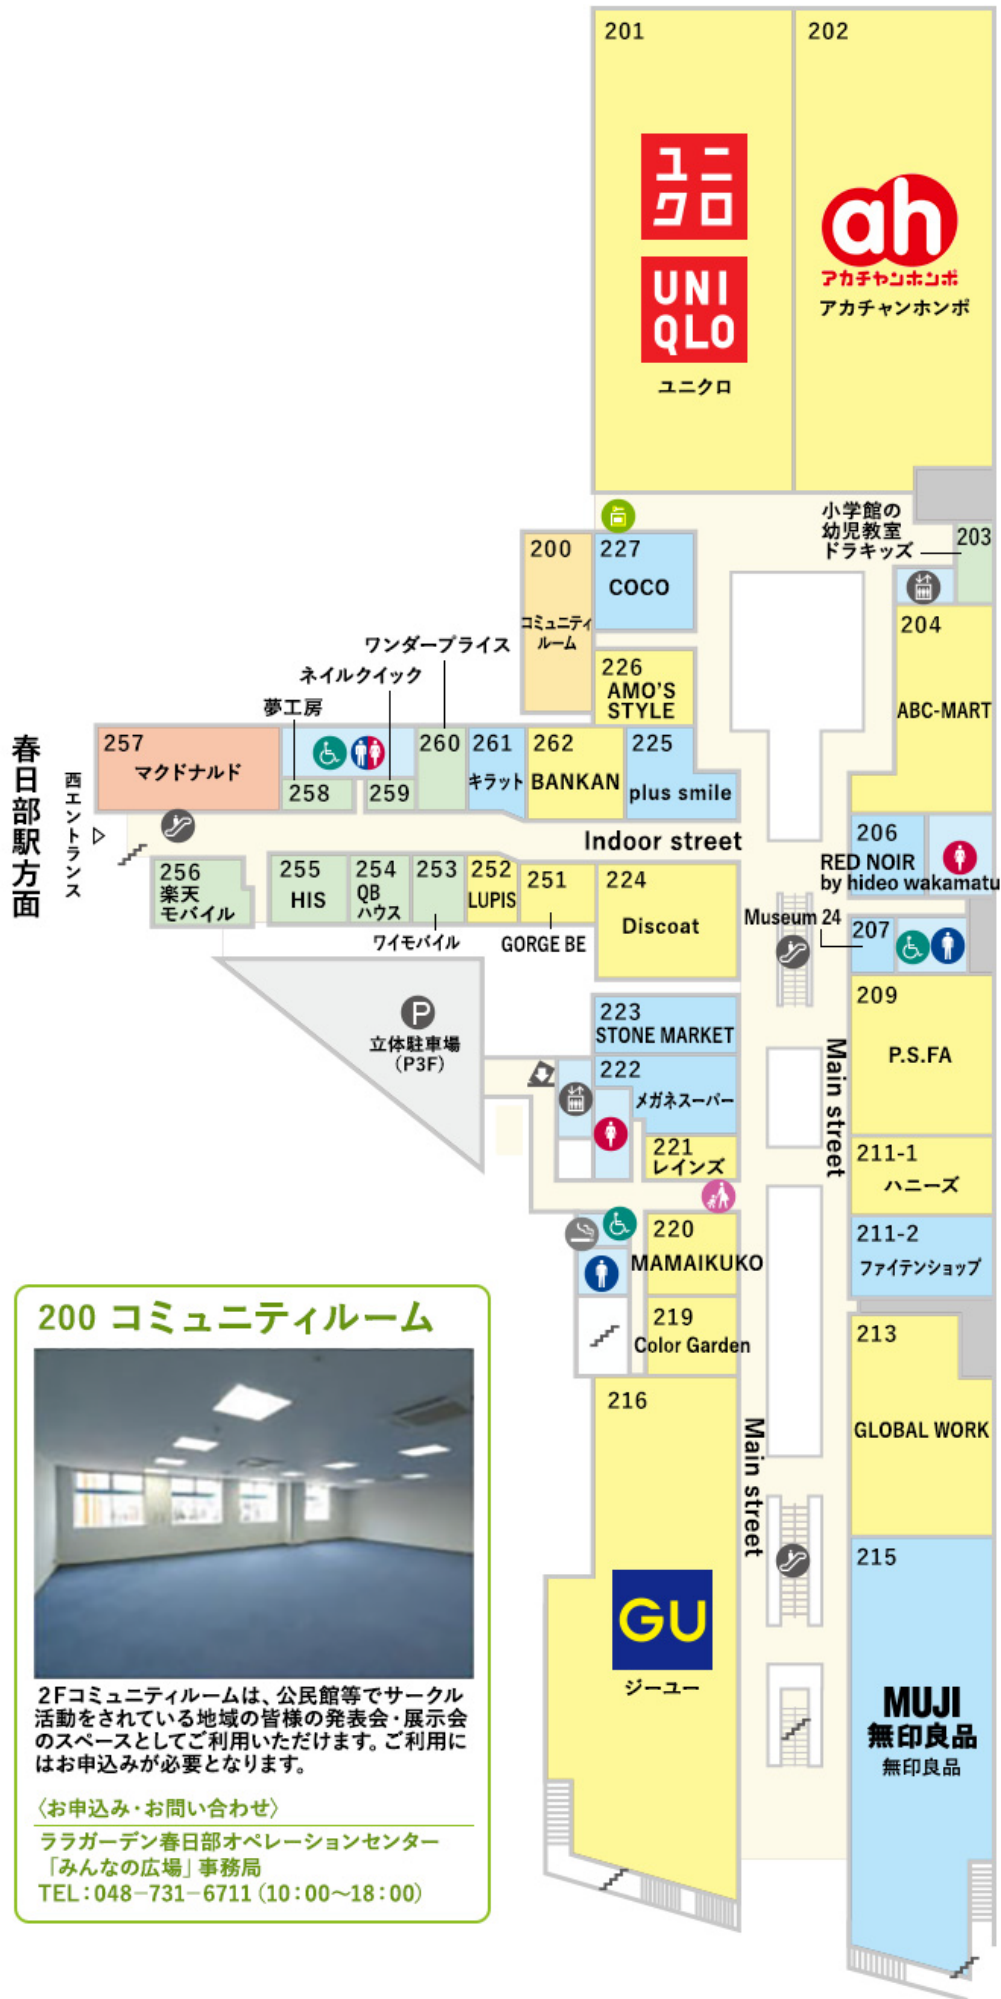 201
202
ユニ
クロ
UNI
QLO
ユニクロ
ah
アカチャンホンポ
アカチャンホンポ
小学館の
幼児教室
ドラキッズ
203
200
コミュニティ
ルーム
227
COCO
204
ABC-MART
226
AMO'S
STYLE
ワンダープライス
ネイルクイック
夢工房
257
マクドナルド
258
259
260
261
キラット
262
BANKAN
225
plus smile
春日部駅方面
西エントランス
Indoor street
206
RED NOIR
by hideo wakamatu
256
楽天
モバイル
255
HIS
254
QB
ハウス
253
ワイモバイル
252
LUPIS
251
GORGE BE
224
Discoat
Museum 24
207
209
P.S.FA
P
立体駐車場
(P3F)
223
STONE MARKET
222
メガネスーパー
221
レインズ
Main street
211-1
ハニーズ
211-2
ファイテンショップ
220
MAMAIKUKO
219
Color Garden
213
GLOBAL WORK
216
GU
ジーユー
Main street
215
MUJI
無印良品
無印良品
200 コミュニティルーム
2Fコミュニティルームは、公民館等でサークル
活動をされている地域の皆様の発表会・展示会
のスペースとしてご利用いただけます。ご利用に
はお申込みが必要となります。
〈お申込み・お問い合わせ〉
ララガーデン春日部オペレーションセンター
「みんなの広場」事務局
TEL:048-731-6711(10:00〜18:00)